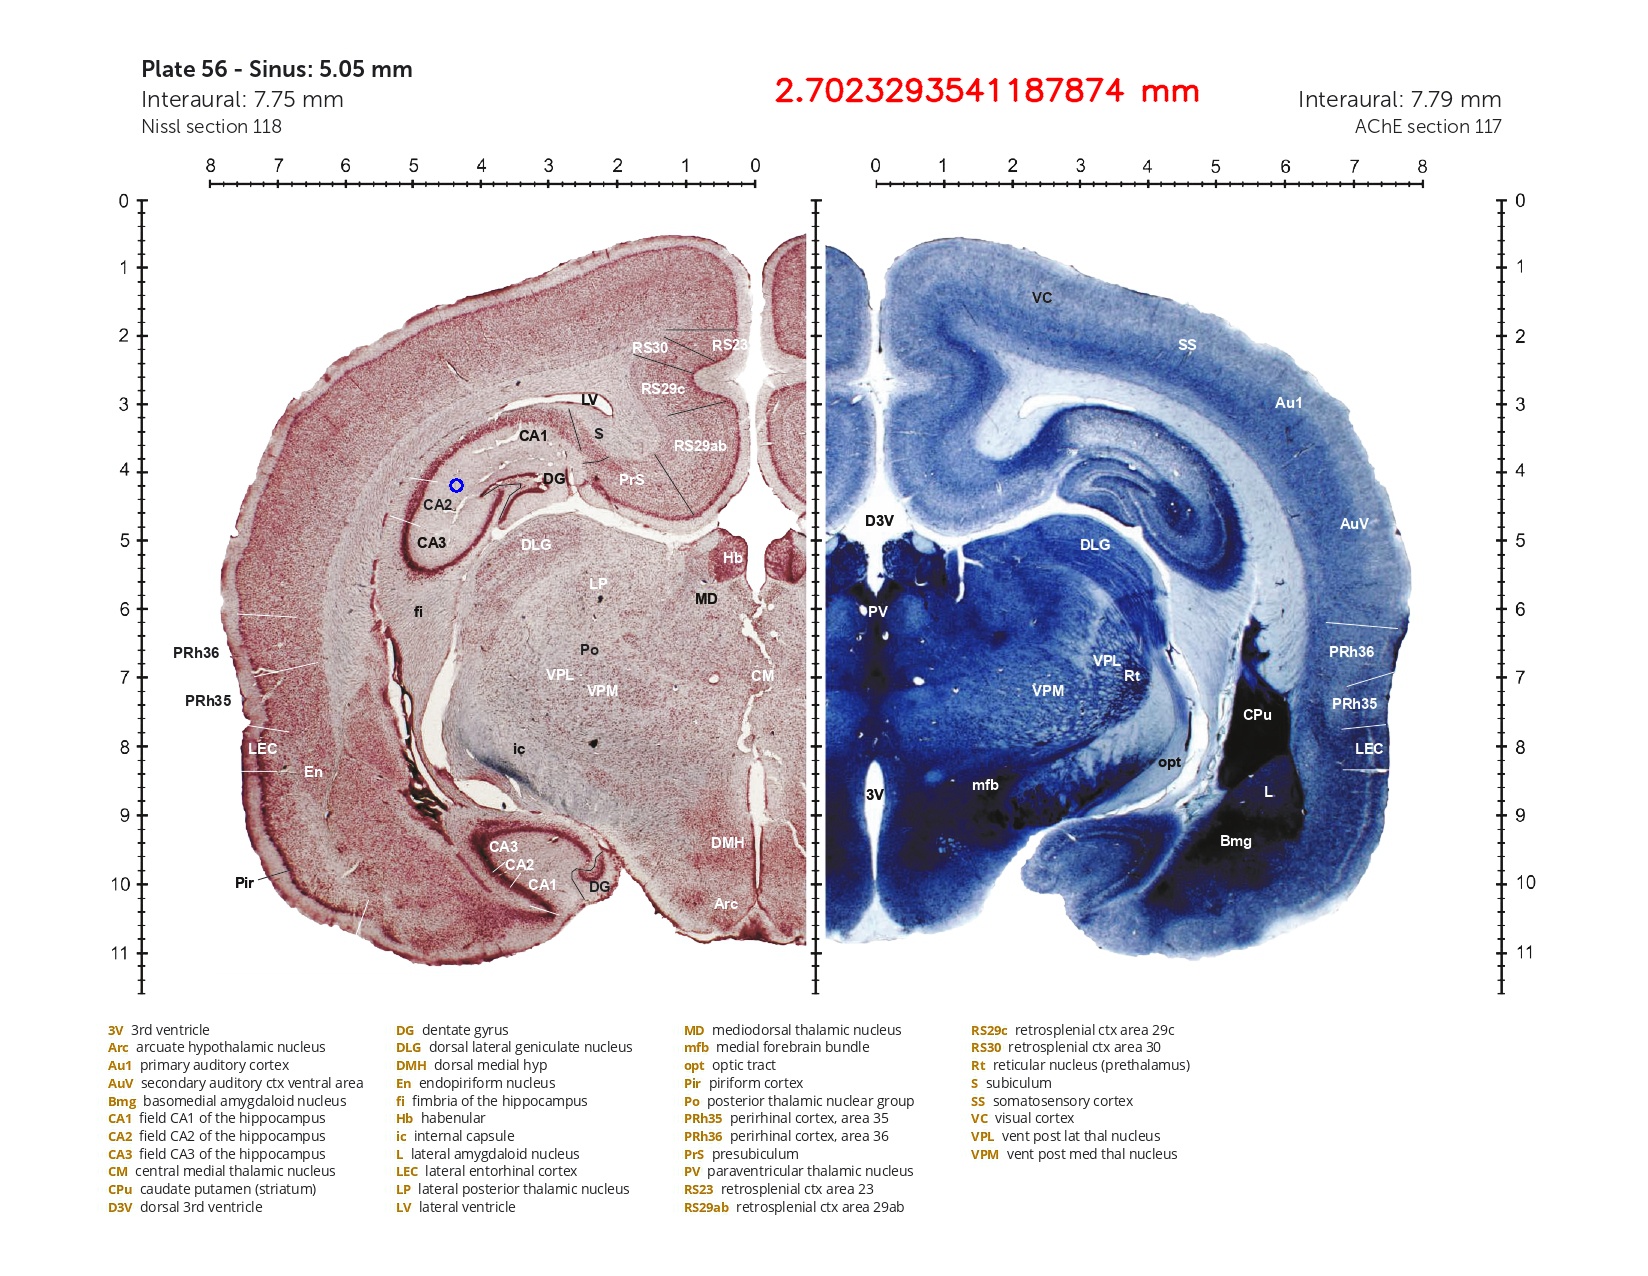 Plate 56 - Sinus: 5.05 mm
Interaural: 7.75 mm
Nissl section 118
2.7023293541187874 mm
Interaural: 7.79 mm
AChE section 117
8 7 6 5 4 3 2 1 0
0 1 2 3 4 5 6 7 8
0
1
2
3
4
5
6
7
8
9
10
11
RS30
RS23
RS29c
LV
CA1
S
RS29ab
DG
PrS
CA2
CA3
DLG
Hb
LP
MD
fi
Po
PRh36
VPL
VPM
CM
PRh35
LEC
ic
En
DMH
CA3
CA2
CA1
DG
Pir
Arc
VC
SS
Au1
AuV
D3V
DLG
PV
PRh36
VPL
Rt
VPM
PRh35
CPu
LEC
opt
mfb
3V
L
Bmg
0
1
2
3
4
5
6
7
8
9
10
11
3V 3rd ventricle
Arc arcuate hypothalamic nucleus
Au1 primary auditory cortex
AuV secondary auditory ctx ventral area
Bmg basomedial amygdaloid nucleus
CA1 field CA1 of the hippocampus
CA2 field CA2 of the hippocampus
CA3 field CA3 of the hippocampus
CM central medial thalamic nucleus
CPu caudate putamen (striatum)
D3V dorsal 3rd ventricle
DG dentate gyrus
DLG dorsal lateral geniculate nucleus
DMH dorsal medial hyp
En endopiriform nucleus
fi fimbria of the hippocampus
Hb habenular
ic internal capsule
L lateral amygdaloid nucleus
LEC lateral entorhinal cortex
LP lateral posterior thalamic nucleus
LV lateral ventricle
MD mediodorsal thalamic nucleus
mfb medial forebrain bundle
opt optic tract
Pir piriform cortex
Po posterior thalamic nuclear group
PRh35 perirhinal cortex, area 35
PRh36 perirhinal cortex, area 36
PrS presubiculum
PV paraventricular thalamic nucleus
RS23 retrosplenial ctx area 23
RS29ab retrosplenial ctx area 29ab
RS29c retrosplenial ctx area 29c
RS30 retrosplenial ctx area 30
Rt reticular nucleus (prethalamus)
S subiculum
SS somatosensory cortex
VC visual cortex
VPL vent post lat thal nucleus
VPM vent post med thal nucleus